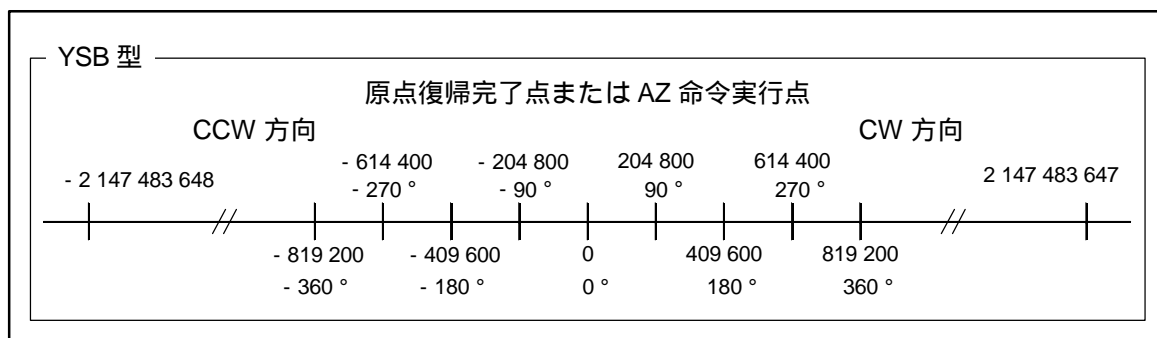 YSB 型
原点復帰完了点または AZ 命令実行点
CCW 方向 CW 方向
- 614 400 - 204 800 204 800 614 400
- 2 147 483 648 - 270 ° - 90 ° 90 ° 270 ° 2 147 483 647
- 819 200 - 409 600 0 409 600 819 200
- 360 ° - 180 ° 0 ° 180 ° 360 °